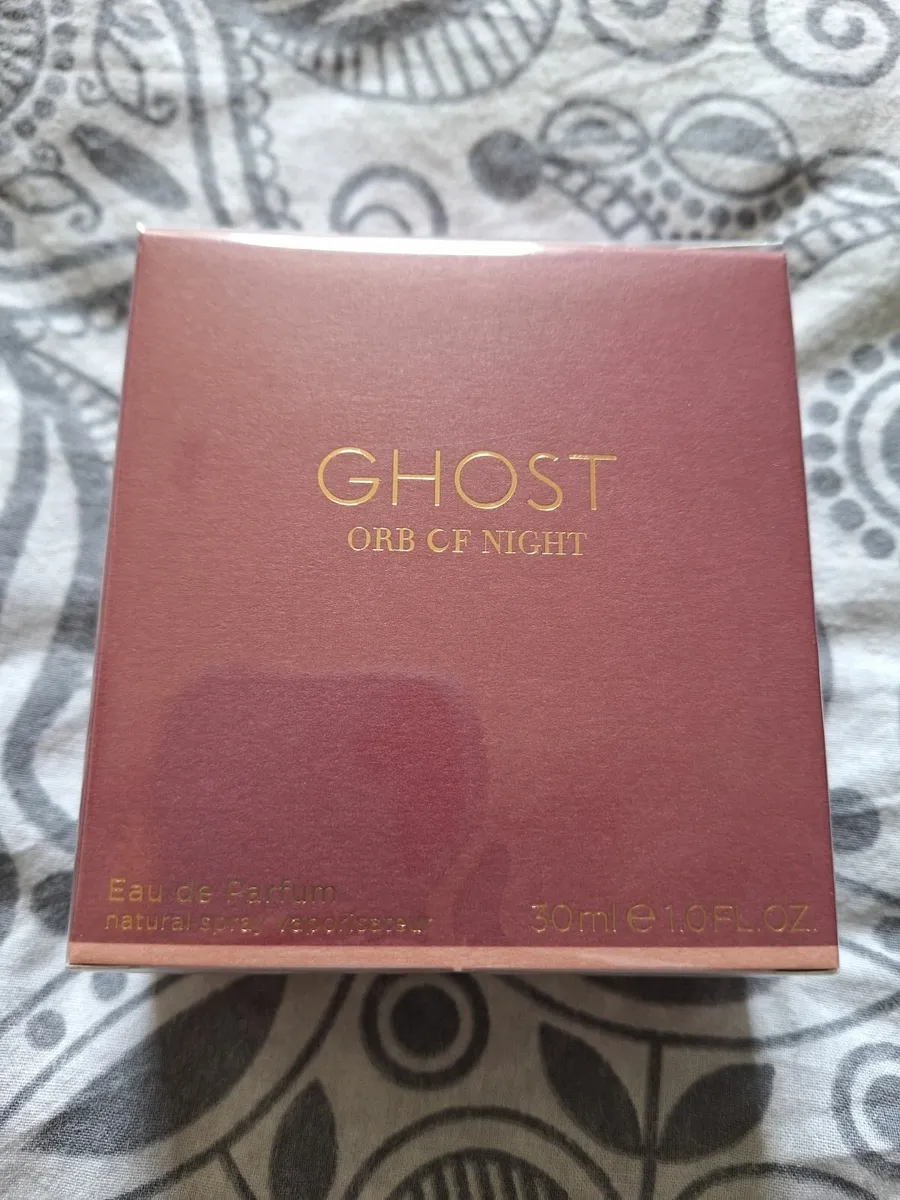 GHOST
ORB OF NIGHT
Eau de Parfum
natural spray vaporisateur
30ml e 1.0FL.OZ.